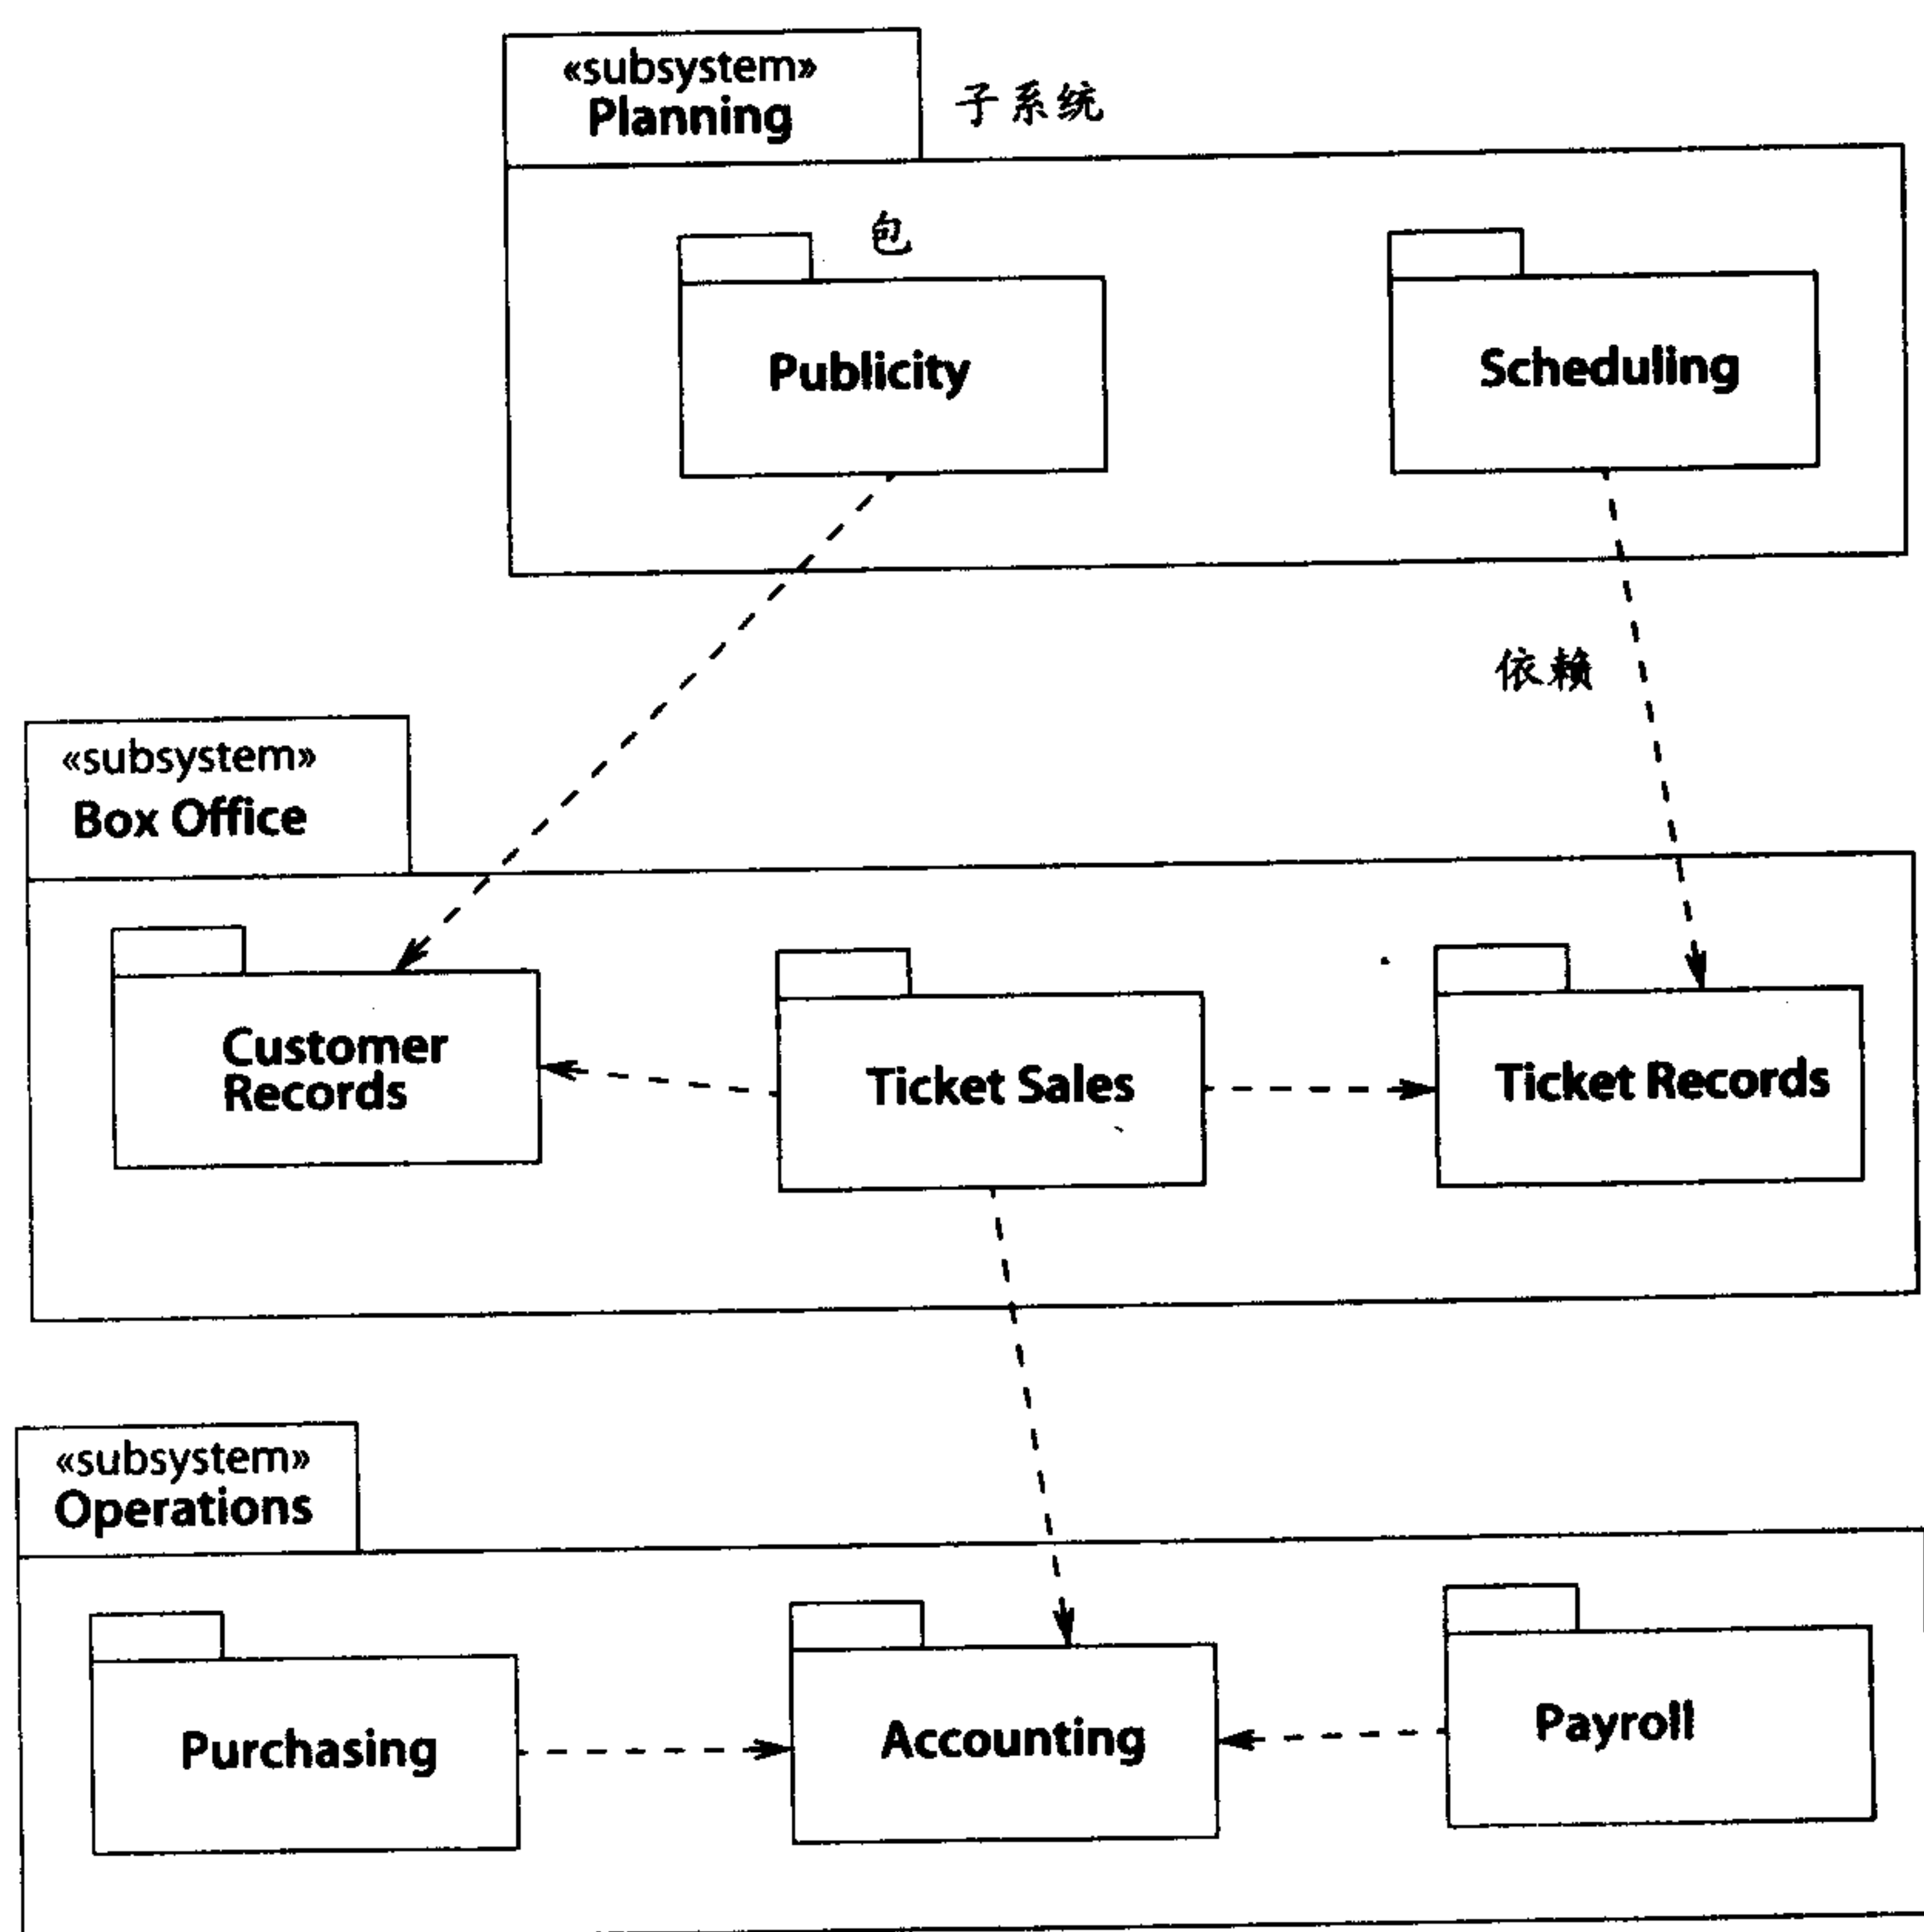 «subsystem»
Planning
子系统
包
Publicity
Scheduling
依赖
«subsystem»
Box Office
Customer
Records
Ticket Sales
Ticket Records
«subsystem»
Operations
Purchasing
Accounting
Payroll